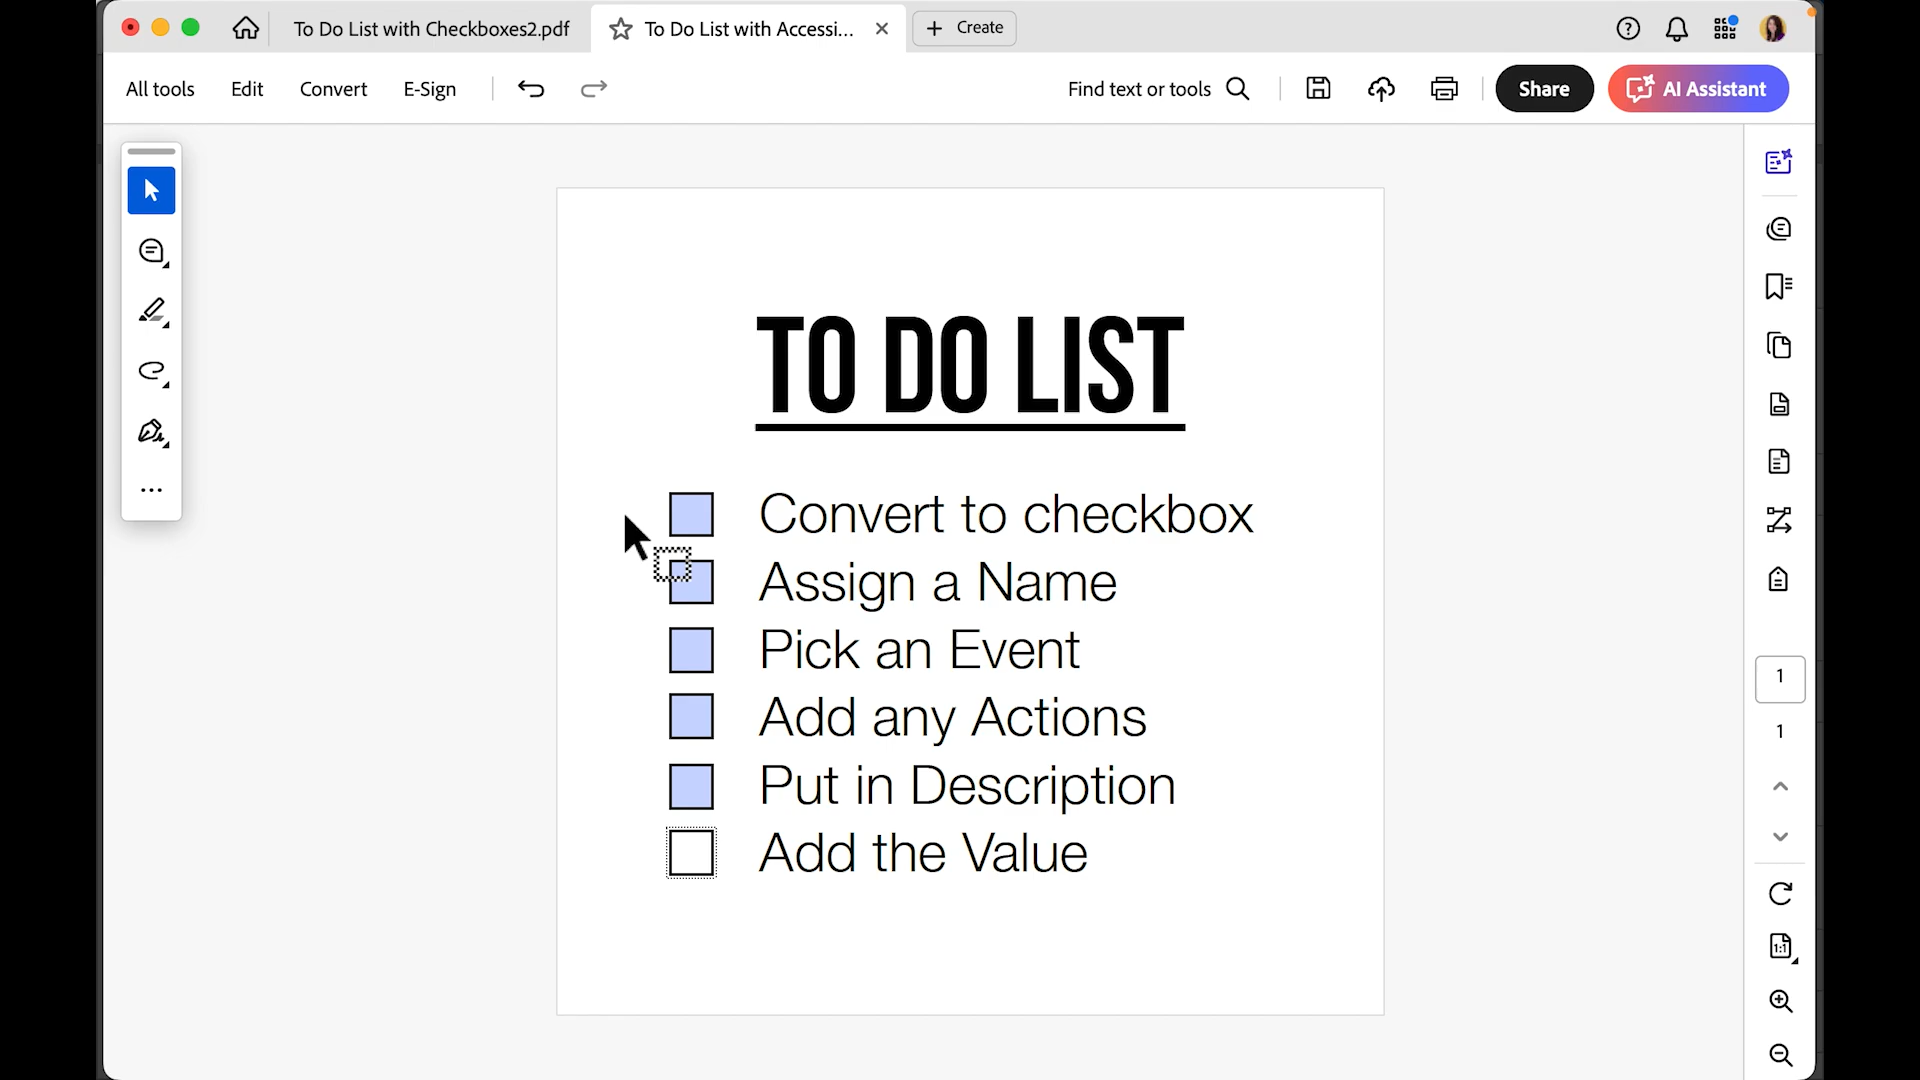 To Do List with Checkboxes2.pdf
To Do List with Accessi...
Create
All tools
Edit
Convert
E-Sign
Find text or tools
Share
AI Assistant
TO DO LIST
Convert to checkbox
Assign a Name
Pick an Event
Add any Actions
Put in Description
Add the Value
1
1
1:1